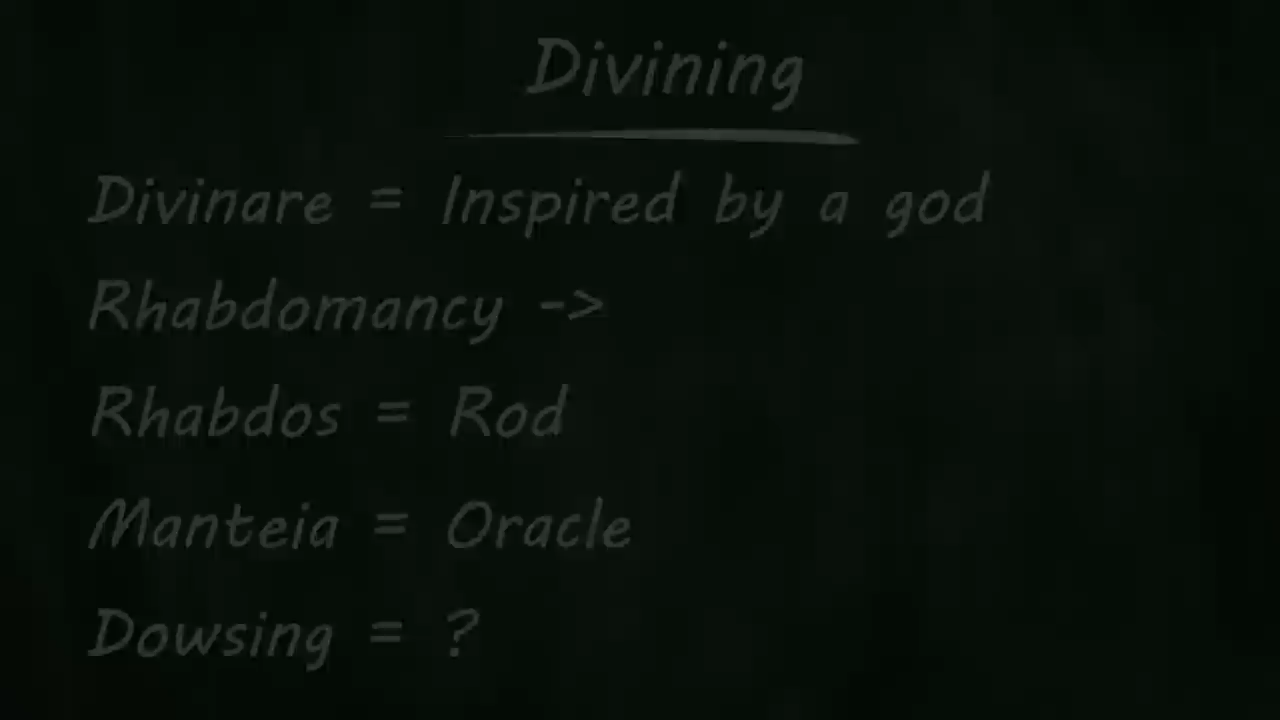 Divining
Divinare = Inspired by a god
Rhabdomancy ->
Rhabdos = Rod
Manteia = Oracle
Dowsing = ?